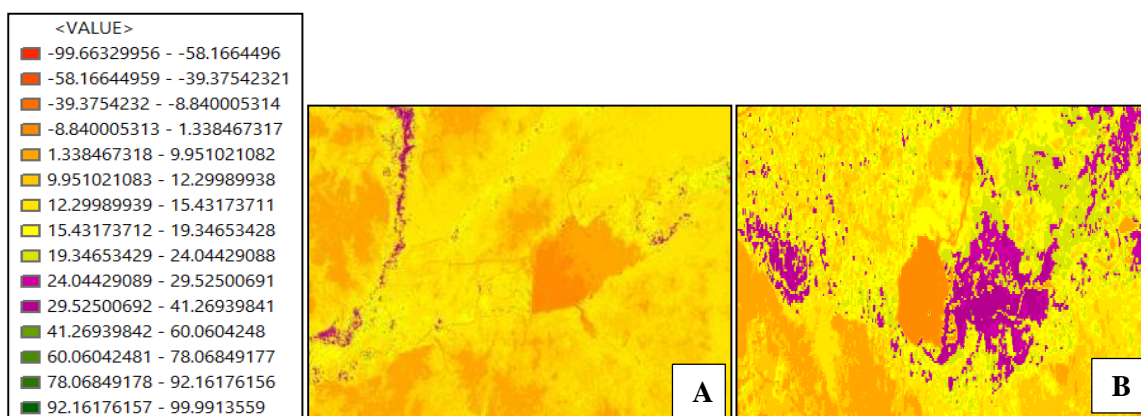 <VALUE>
-99.66329956 - -58.1664496
-58.16644959 - -39.37542321
-39.3754232 - -8.840005314
-8.840005313 - 1.338467317
1.338467318 - 9.951021082
9.951021083 - 12.29989938
12.29989939 - 15.43173711
15.43173712 - 19.34653428
19.34653429 - 24.04429088
24.04429089 - 29.52500691
29.52500692 - 41.26939841
41.26939842 - 60.0604248
60.06042481 - 78.06849177
78.06849178 - 92.16176156
92.16176157 - 99.9913559
A
B